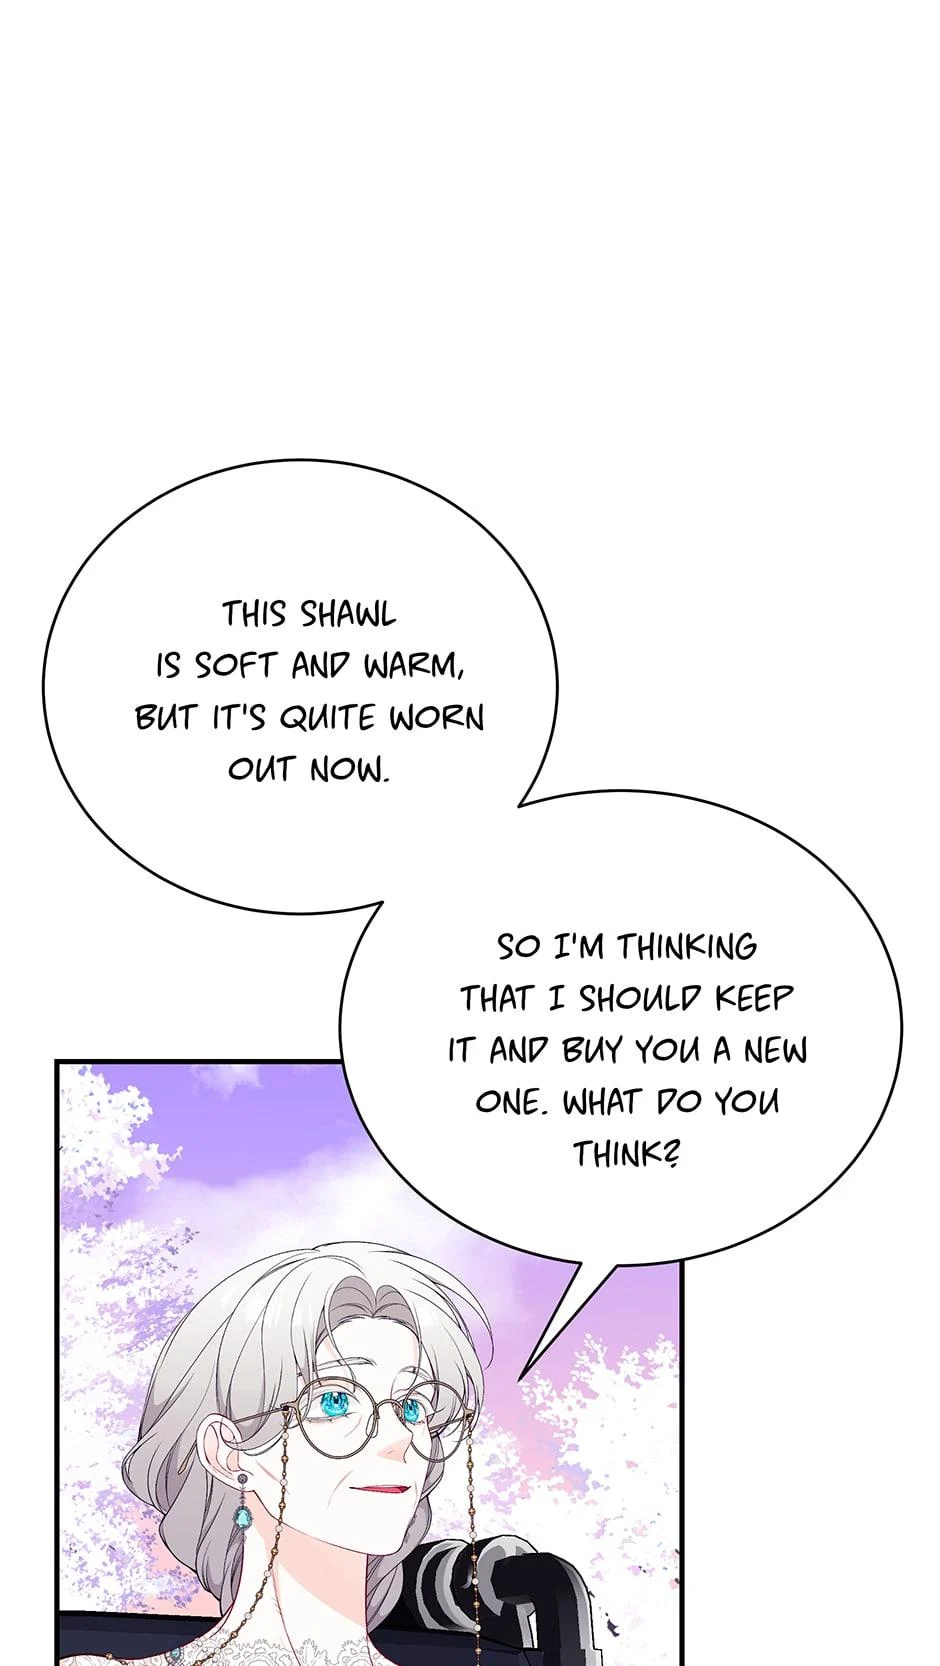 THIS SHAWL
IS SOFT AND WARM,
BUT IT'S QUITE WORN
OUT NOW.
SO I'M THINKING
THAT I SHOULD KEEP
IT AND BUY YOU A NEW
ONE. WHAT DO YOU
THINK?